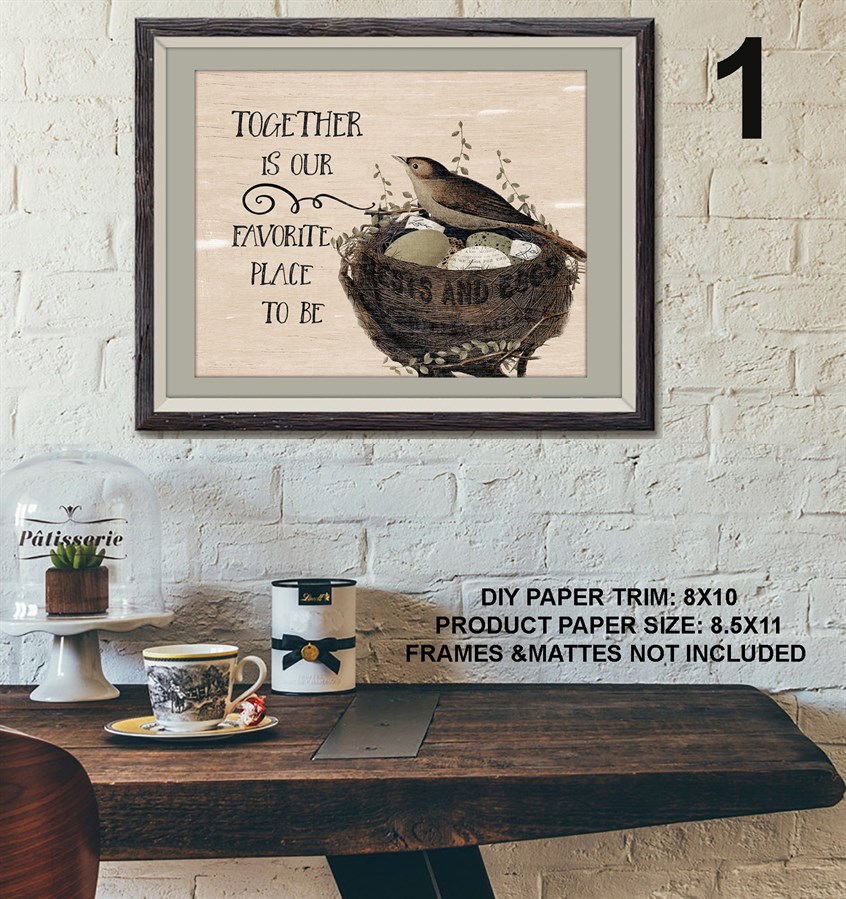 1
TOGETHER
IS OUR
FAVORITE
PLACE
TO BE
NESTS AND EGGS
Pâtisserie
Lindt
DIY PAPER TRIM: 8X10
PRODUCT PAPER SIZE: 8.5X11
FRAMES &MATTES NOT INCLUDED